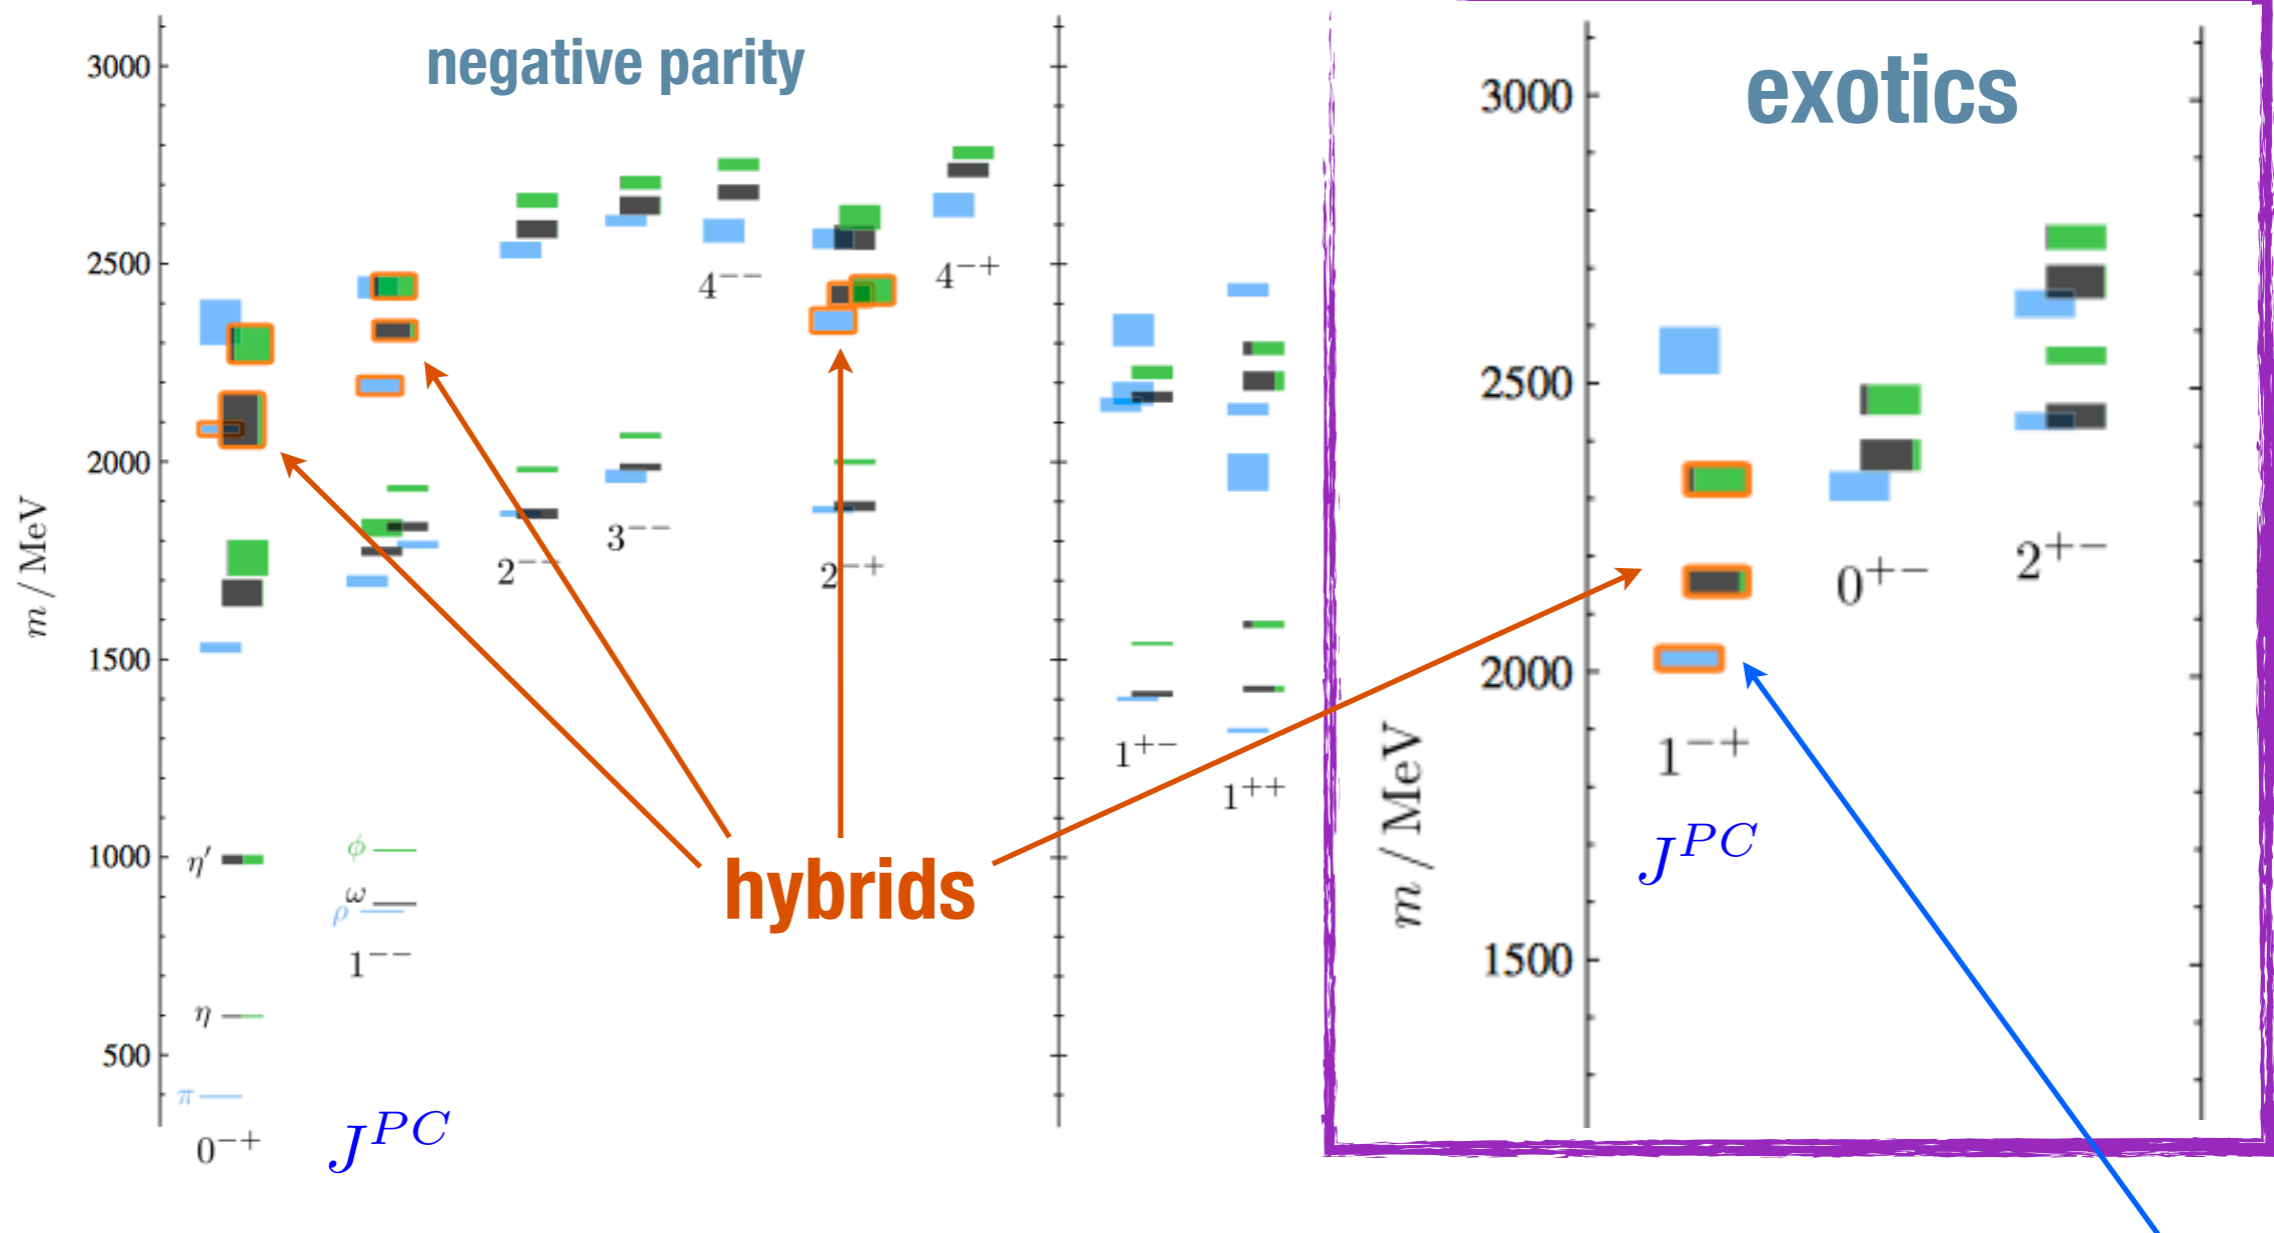 negative parity
3000
2500
2000
1500
1000
500
m / MeV
4⁻⁻
4⁻⁺
3⁻⁻
2⁻⁻
2⁻⁺
η′
ϕ
ω
ρ
1⁻⁻
η
π
0⁻⁺
J^{PC}
hybrids
1⁺⁻
1⁺⁺
exotics
3000
2500
2000
1500
m / MeV
2⁺⁻
0⁺⁻
1⁻⁺
J^{PC}